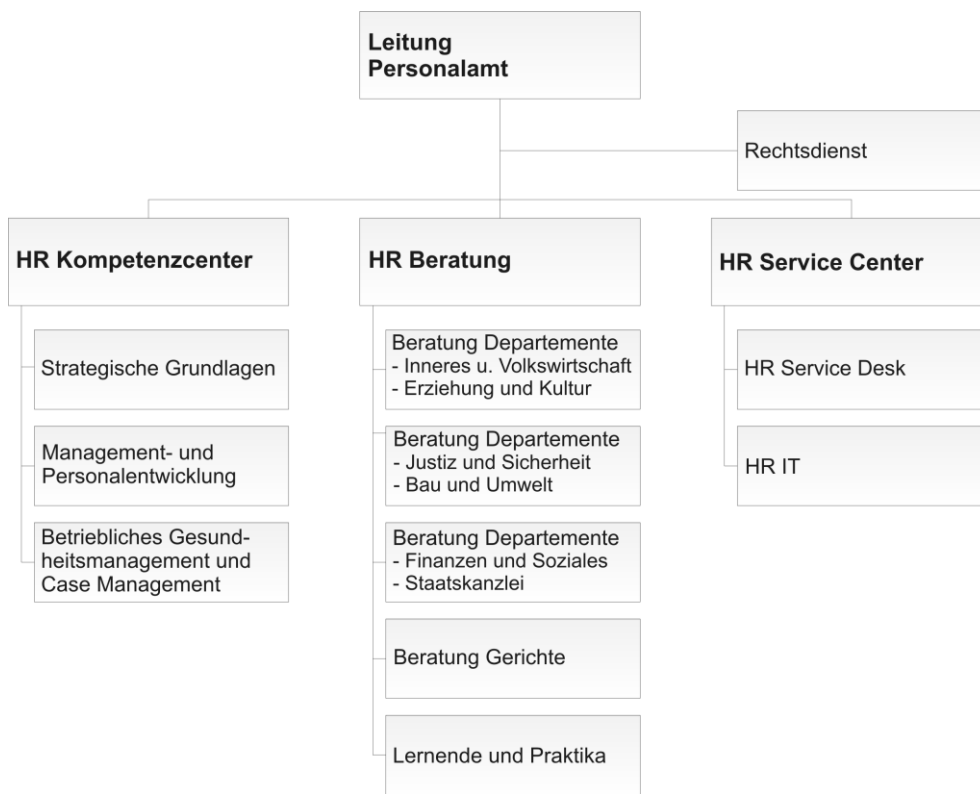 Leitung
Personalamt
Rechtsdienst
HR Kompetenzcenter
Strategische Grundlagen
Management- und
Personalentwicklung
Betriebliches Gesund-
heitsmanagement und
Case Management
HR Beratung
Beratung Departemente
- Inneres u. Volkswirtschaft
- Erziehung und Kultur
Beratung Departemente
- Justiz und Sicherheit
- Bau und Umwelt
Beratung Departemente
- Finanzen und Soziales
- Staatskanzlei
Beratung Gerichte
Lernende und Praktika
HR Service Center
HR Service Desk
HR IT